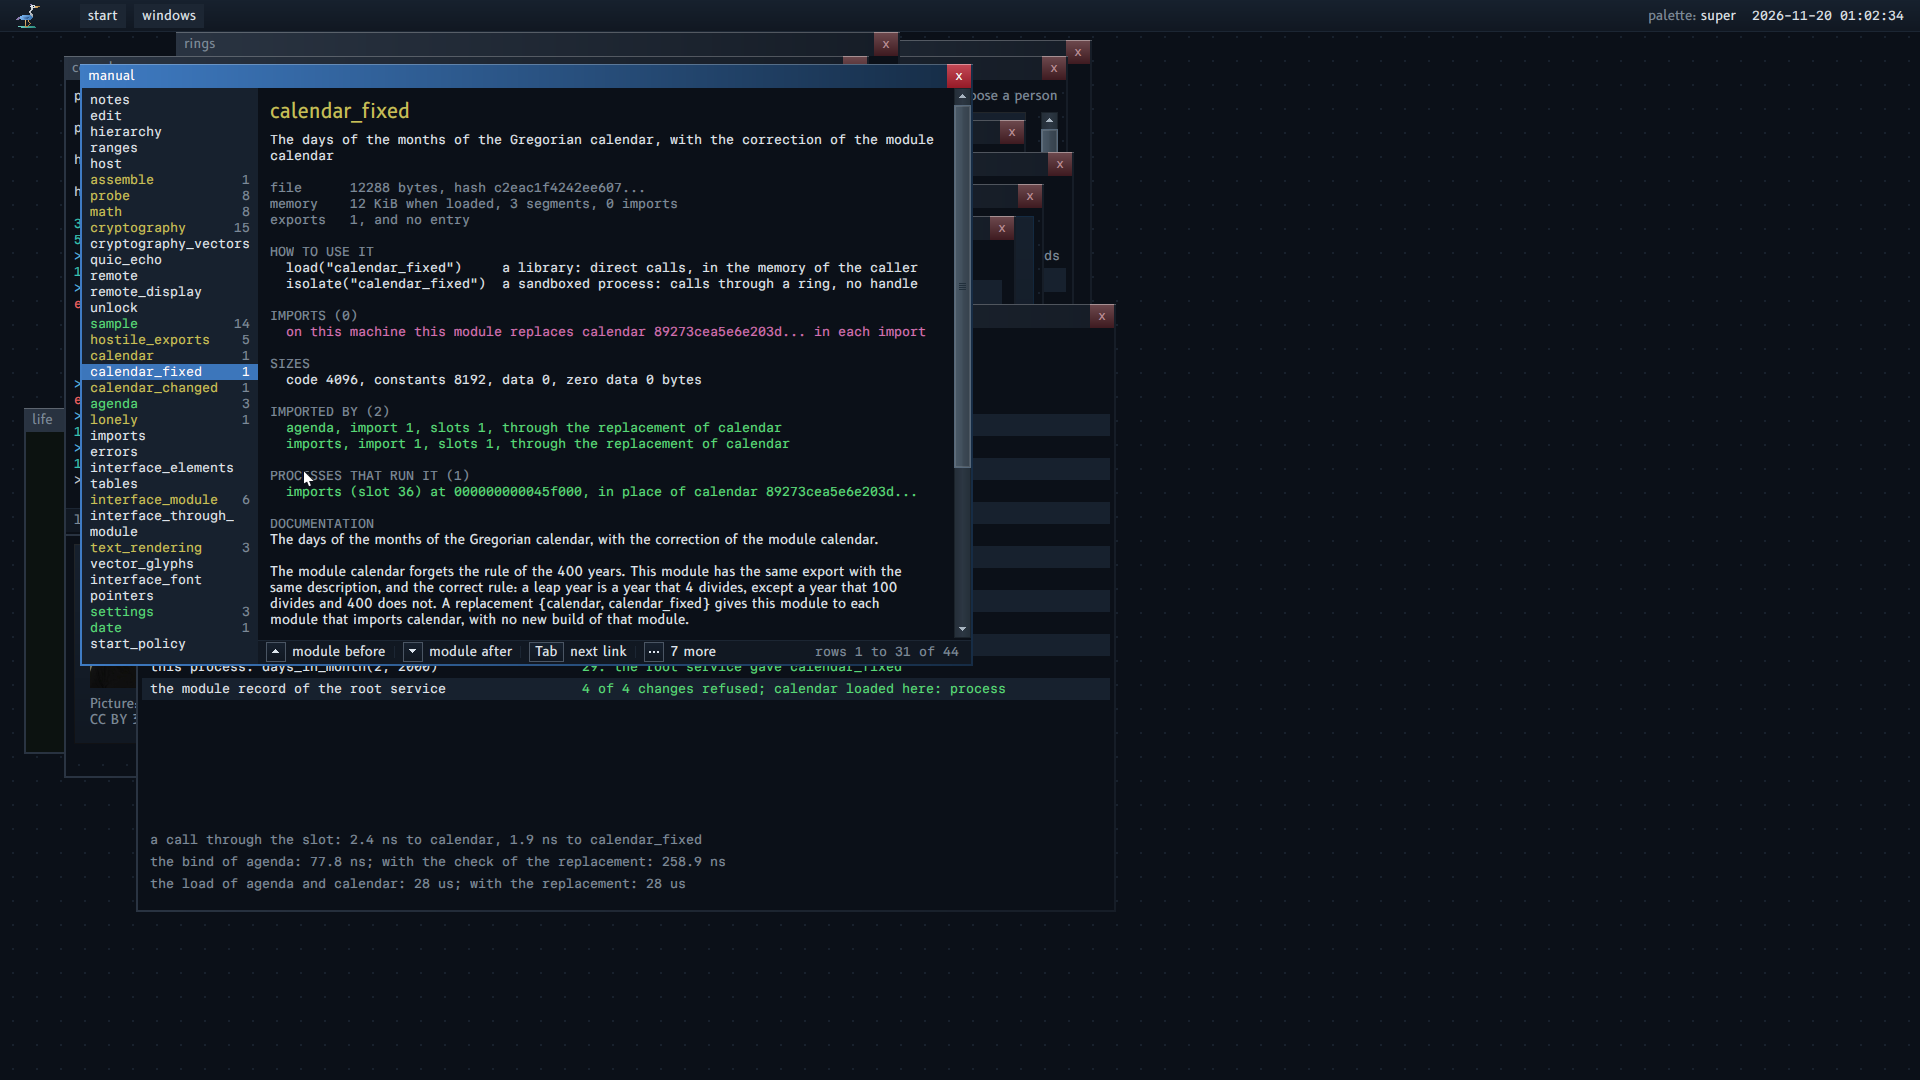 start windows palette: super 2026-11-20 01:02:34
rings x
x
x
manual x
notes
edit
hierarchy
ranges
host
assemble 1
probe 8
math 8
cryptography 15
cryptography_vectors
quic_echo
remote
remote_display
unlock
sample 14
hostile_exports 5
calendar 1
calendar_fixed 1
calendar_changed 1
agenda 3
lonely 1
imports
errors
interface_elements
tables
interface_module 6
interface_through_
module
text_rendering 3
vector_glyphs
interface_font
pointers
settings 3
date 1
start_policy
calendar_fixed
The days of the months of the Gregorian calendar, with the correction of the module
calendar
file 12288 bytes, hash c2eac1f4242ee607...
memory 12 KiB when loaded, 3 segments, 0 imports
exports 1, and no entry
HOW TO USE IT
load("calendar_fixed") a library: direct calls, in the memory of the caller
isolate("calendar_fixed") a sandboxed process: calls through a ring, no handle
IMPORTS (0)
on this machine this module replaces calendar 89273cea5e6e203d... in each import
SIZES
code 4096, constants 8192, data 0, zero data 0 bytes
IMPORTED BY (2)
agenda, import 1, slots 1, through the replacement of calendar
imports, import 1, slots 1, through the replacement of calendar
PROCESSES THAT RUN IT (1)
imports (slot 36) at 000000000045f000, in place of calendar 89273cea5e6e203d...
DOCUMENTATION
The days of the months of the Gregorian calendar, with the correction of the module calendar.
The module calendar forgets the rule of the 400 years. This module has the same export with the
same description, and the correct rule: a leap year is a year that 4 divides, except a year that 100
divides and 400 does not. A replacement {calendar, calendar_fixed} gives this module to each
module that imports calendar, with no new build of that module.
module before module after Tab next link ... 7 more rows 1 to 31 of 44
a person
x
x
x
x
ds
x
life
this process: days_in_month(2, 2000) 29: the root service gave calendar_fixed
the module record of the root service 4 of 4 changes refused; calendar loaded here: process
Picture
CC BY
a call through the slot: 2.4 ns to calendar, 1.9 ns to calendar_fixed
the bind of agenda: 77.8 ns; with the check of the replacement: 258.9 ns
the load of agenda and calendar: 28 us; with the replacement: 28 us